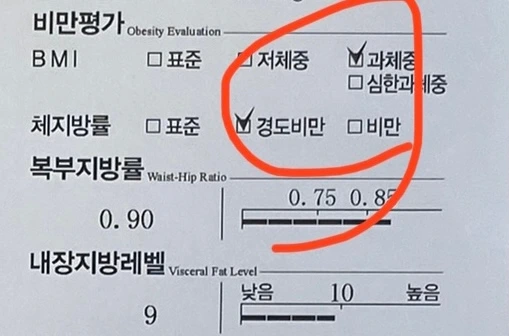 비만평가 Obesity Evaluation
BMI □ 표준 □ 저체중 ☑ 과체중
□ 심한과체중
체지방률 □ 표준 ☑ 경도비만 □ 비만
복부지방률 Waist-Hip Ratio
0.75 0.85
0.90
내장지방레벨 Visceral Fat Level
낮음 10 높음
9